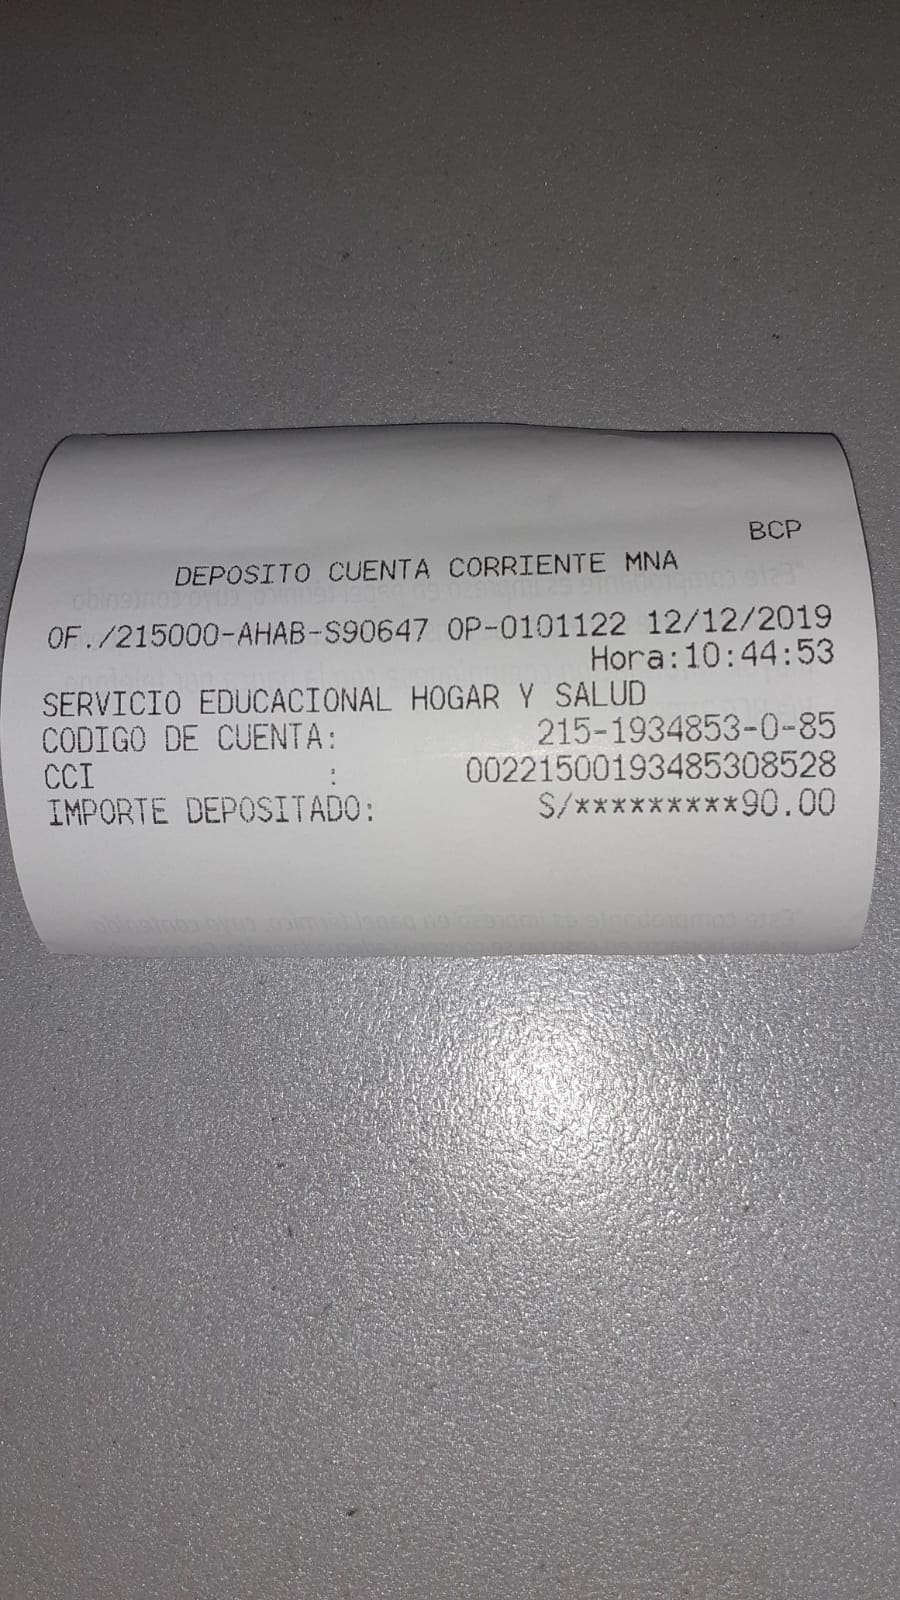 BCP
DEPOSITO CUENTA CORRIENTE MNA
OF./215000-AHAB-S90647 OP-0101122 12/12/2019
Hora:10:44:53
SERVICIO EDUCACIONAL HOGAR Y SALUD
CODIGO DE CUENTA: 215-1934853-0-85
CCI : 00221500193485308528
IMPORTE DEPOSITADO: S/*********90.00